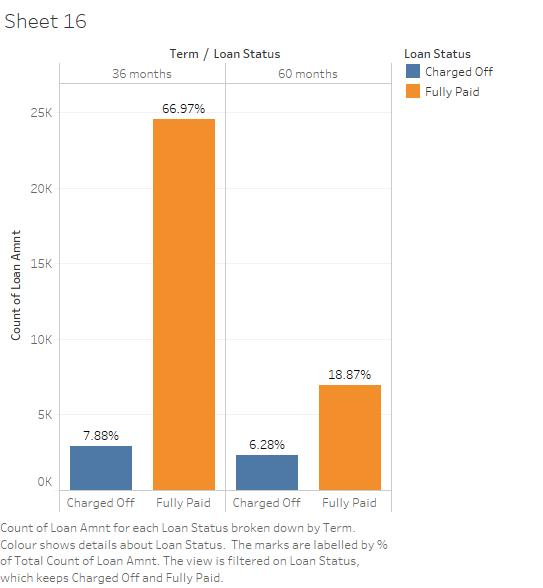 Sheet 16
Term / Loan Status
36 months
60 months
Loan Status
Charged Off
Fully Paid
Count of Loan Amnt
25K
20K
15K
10K
5K
0K
66.97%
18.87%
7.88%
6.28%
Charged Off
Fully Paid
Charged Off
Fully Paid
Count of Loan Amnt for each Loan Status broken down by Term.
Colour shows details about Loan Status. The marks are labelled by %
of Total Count of Loan Amnt. The view is filtered on Loan Status,
which keeps Charged Off and Fully Paid.